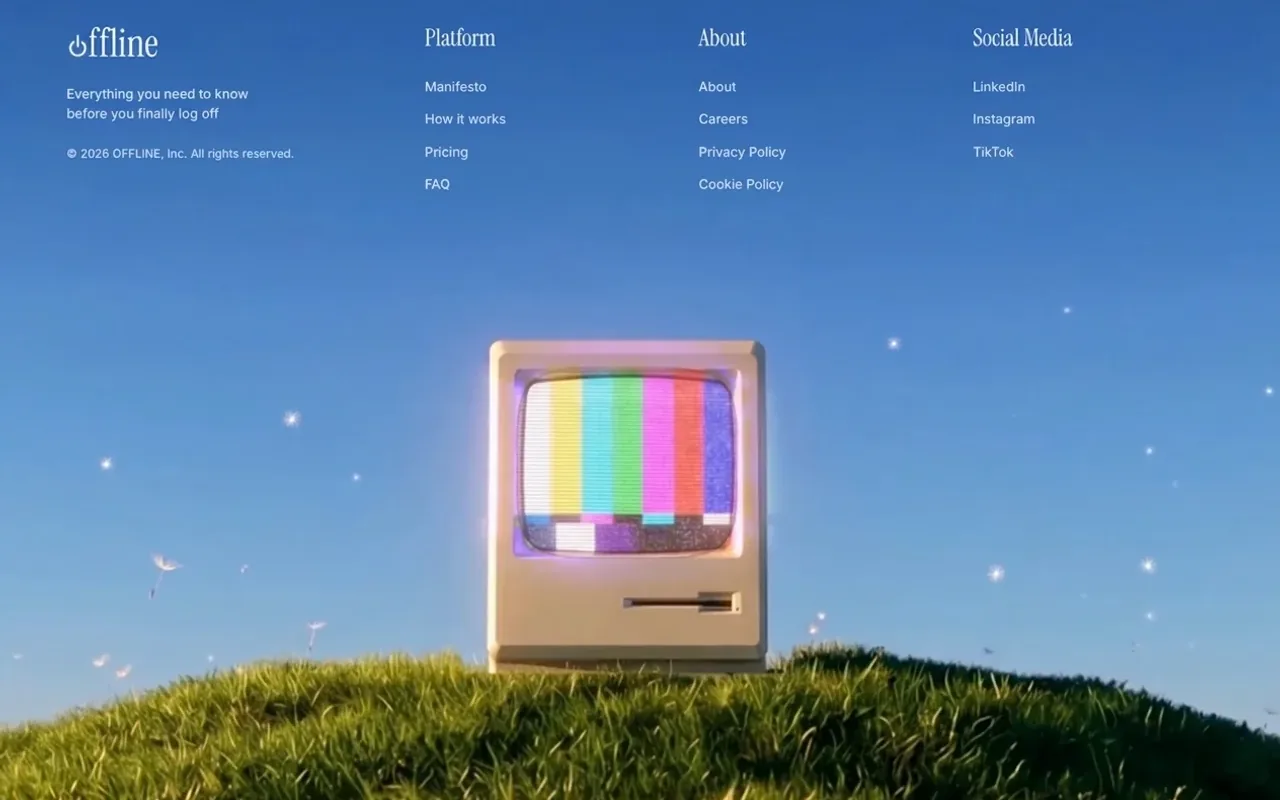 offline
Everything you need to know
before you finally log off
© 2026 OFFLINE, Inc. All rights reserved.
Platform
Manifesto
How it works
Pricing
FAQ
About
About
Careers
Privacy Policy
Cookie Policy
Social Media
LinkedIn
Instagram
TikTok